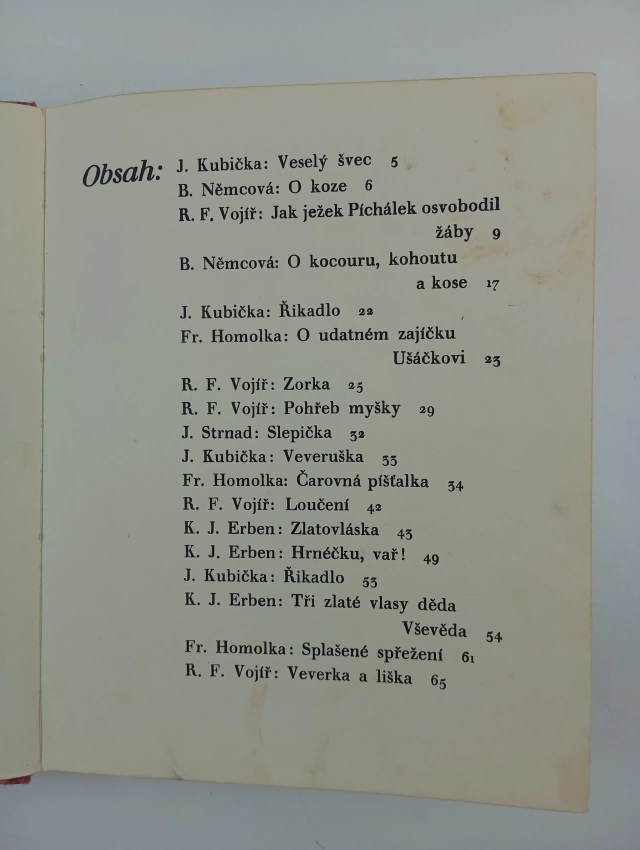 Obsah: J. Kubička: Veselý švec 5
B. Němcová: O koze 6
R. F. Vojíř: Jak ježek Píchálek osvobodil
žáby 9
B. Němcová: O kocouru, kohoutu
a kose 17
J. Kubička: Řikadlo 22
Fr. Homolka: O udatném zajíčku
Ušáčkovi 23
R. F. Vojíř: Zorka 25
R. F. Vojíř: Pohřeb myšky 29
J. Strnad: Slepička 32
J. Kubička: Veveruška 33
Fr. Homolka: Čarovná píšťalka 34
R. F. Vojíř: Loučení 42
K. J. Erben: Zlatovláska 43
K. J. Erben: Hrnéčku, vař! 49
J. Kubička: Řikadlo 53
K. J. Erben: Tři zlaté vlasy děda
Vševěda 54
Fr. Homolka: Splašené spřežení 61
R. F. Vojíř: Veverka a liška 65